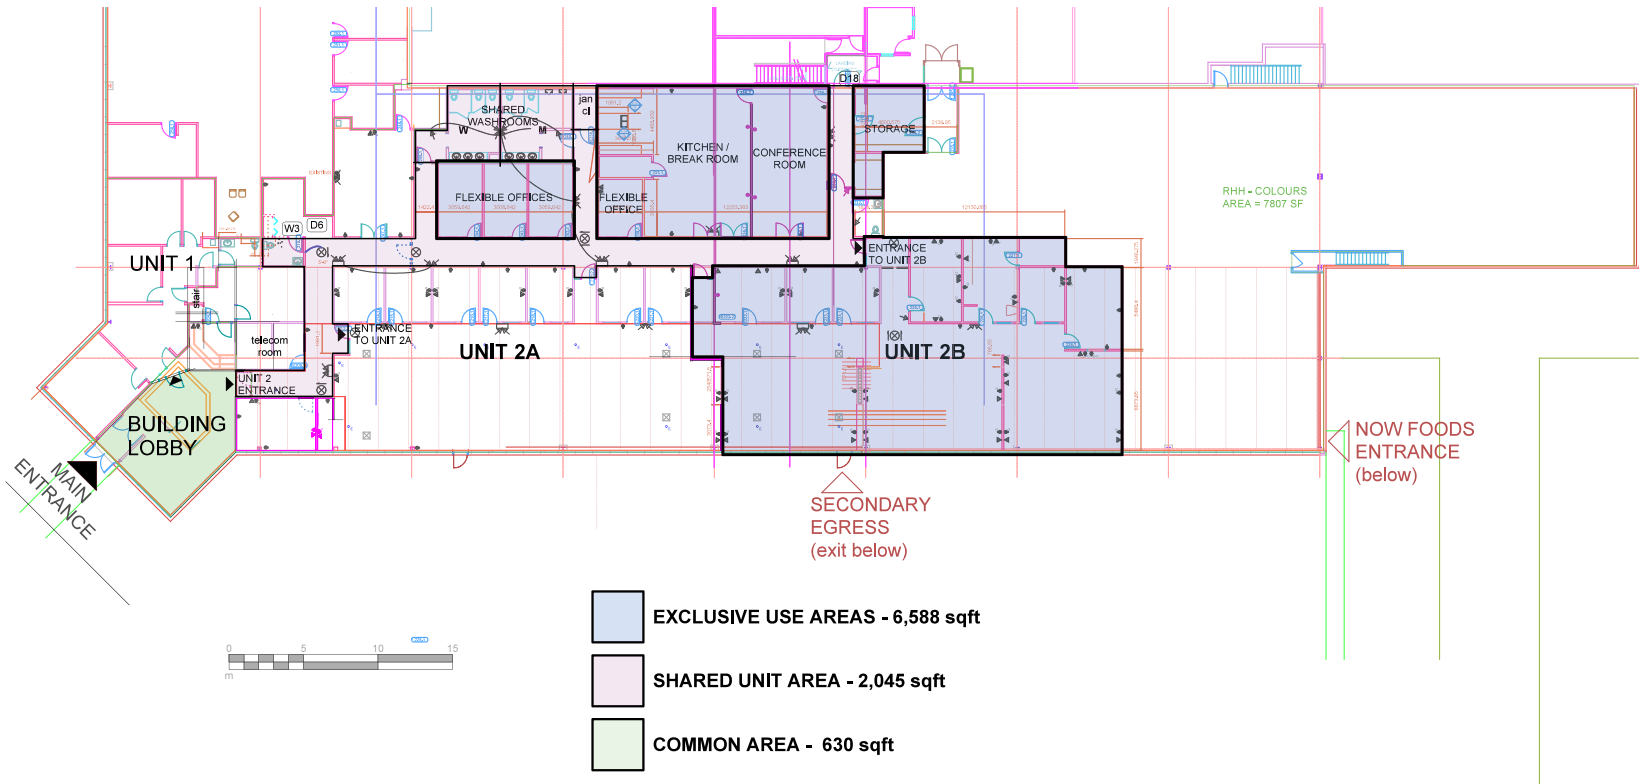 D18
jan
cl
SHARED
WASHROOMS
W
M
STORAGE
KITCHEN /
BREAK ROOM
CONFERENCE
ROOM
FLEXIBLE OFFICES
FLEXIBLE
OFFICE
RHH - COLOURS
AREA = 7807 SF
W3
D6
UNIT 1
ENTRANCE
TO UNIT 2B
stair
ENTRANCE
TO UNIT 2A
telecom
room
UNIT 2A
UNIT 2B
UNIT 2
ENTRANCE
BUILDING
LOBBY
MAIN
ENTRANCE
NOW FOODS
ENTRANCE
(below)
SECONDARY
EGRESS
(exit below)
EXCLUSIVE USE AREAS - 6,588 sqft
0 5 10 15
m
SHARED UNIT AREA - 2,045 sqft
COMMON AREA - 630 sqft